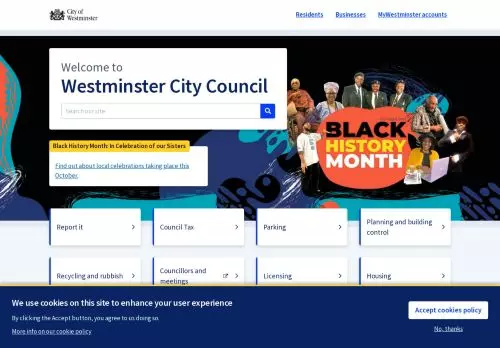 City of
Westminster
Residents
Businesses
MyWestminster accounts
Welcome to
Westminster City Council
Search our site
Black History Month: In Celebration of our Sisters
Find out about local celebrations taking place this
October.
BLACK
HISTORY
MONTH
Report it
Council Tax
Parking
Planning and building
control
Recycling and rubbish
Councillors and
meetings
Licensing
Housing
We use cookies on this site to enhance your user experience
By clicking the Accept button, you agree to us doing so.
More info on our cookie policy
Accept cookies policy
No, thanks